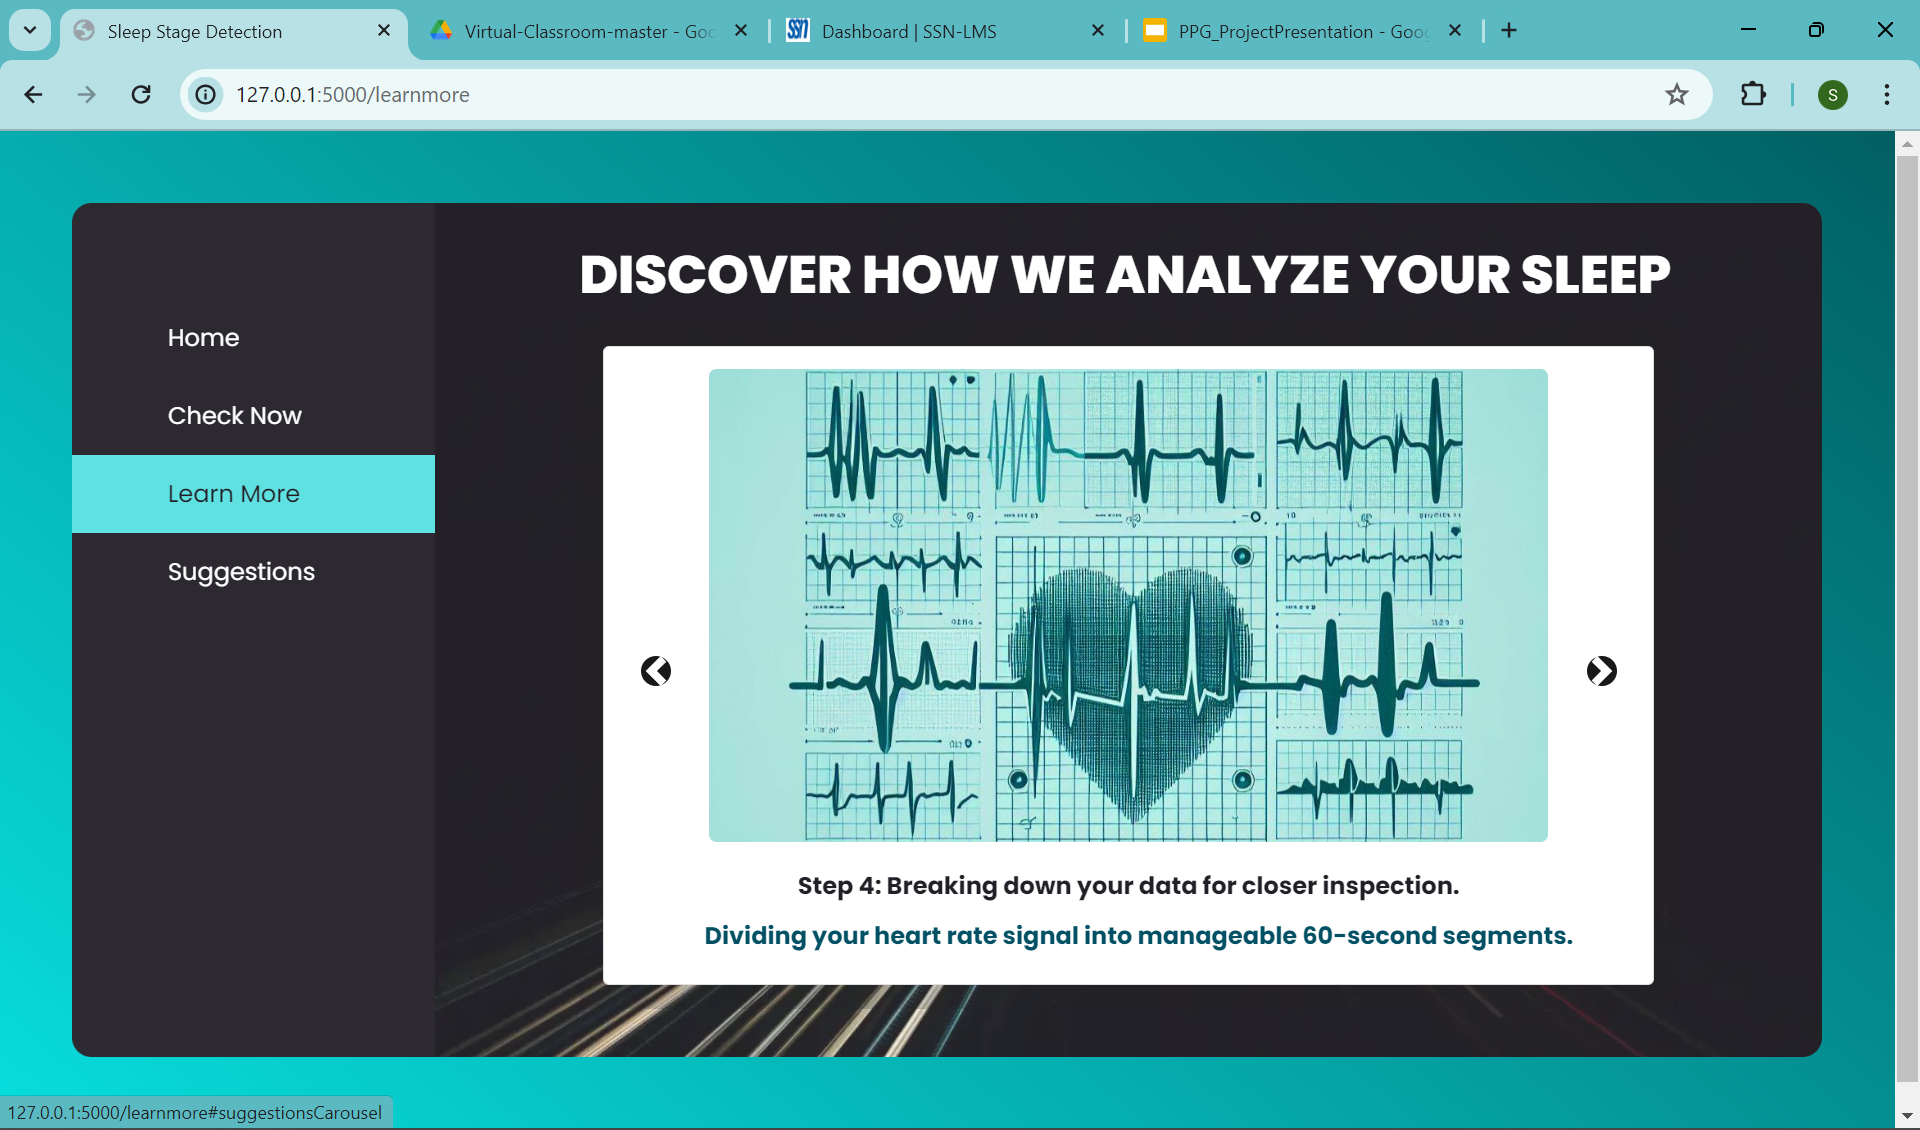 Sleep Stage Detection
Virtual-Classroom-master - Goo
SSN
Dashboard | SSN-LMS
PPG_ProjectPresentation - Goo
127.0.0.1:5000/learnmore
S
Home
Check Now
Learn More
Suggestions
DISCOVER HOW WE ANALYZE YOUR SLEEP
Step 4: Breaking down your data for closer inspection.
Dividing your heart rate signal into manageable 60-second segments.
127.0.0.1:5000/learnmore#suggestionsCarousel